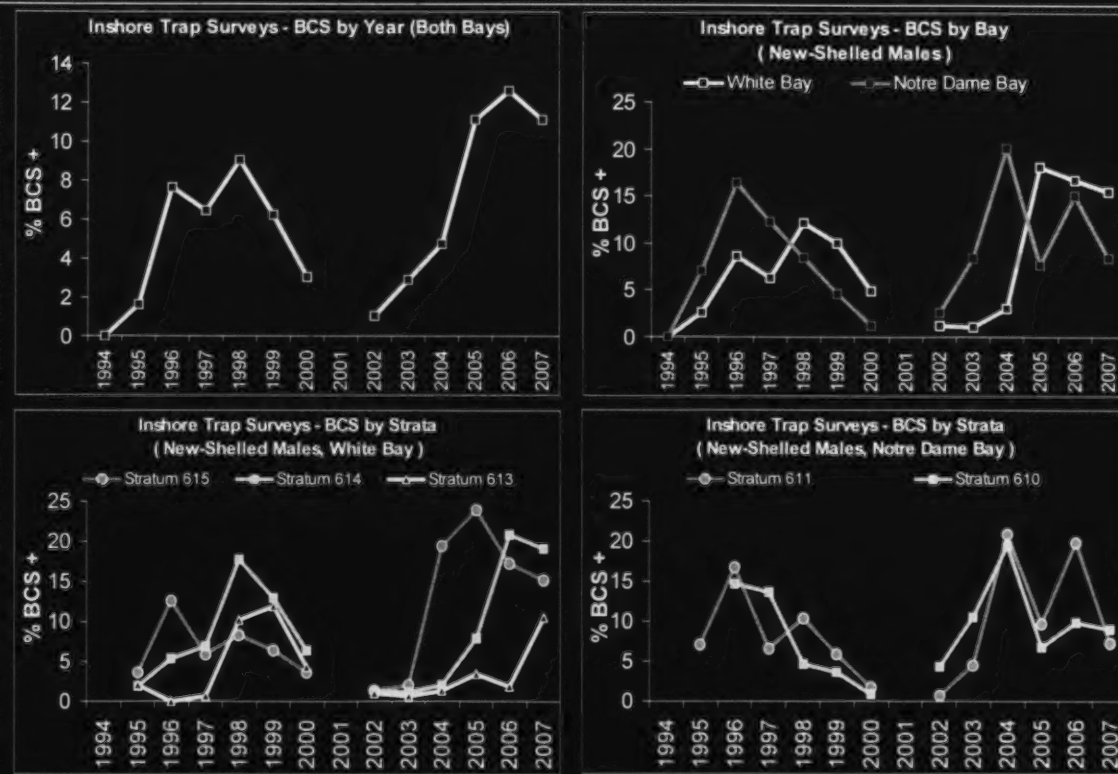 Inshore Trap Surveys - BCS by Year (Both Bays)
% BCS +
14
12
10
8
6
4
2
0
1994 1995 1996 1997 1998 1999 2000 2001 2002 2003 2004 2005 2006 2007
Inshore Trap Surveys - BCS by Bay
( New-Shelled Males )
White Bay Notre Dame Bay
% BCS +
25
20
15
10
5
0
1994 1995 1996 1997 1998 1999 2000 2001 2002 2003 2004 2005 2006 2007
Inshore Trap Surveys - BCS by Strata
( New-Shelled Males, White Bay )
Stratum 615 Stratum 614 Stratum 613
% BCS +
25
20
15
10
5
0
1994 1995 1996 1997 1998 1999 2000 2001 2002 2003 2004 2005 2006 2007
Inshore Trap Surveys - BCS by Strata
( New-Shelled Males, Notre Dame Bay )
Stratum 611 Stratum 610
% BCS +
25
20
15
10
5
0
1994 1995 1996 1997 1998 1999 2000 2001 2002 2003 2004 2005 2006 2007